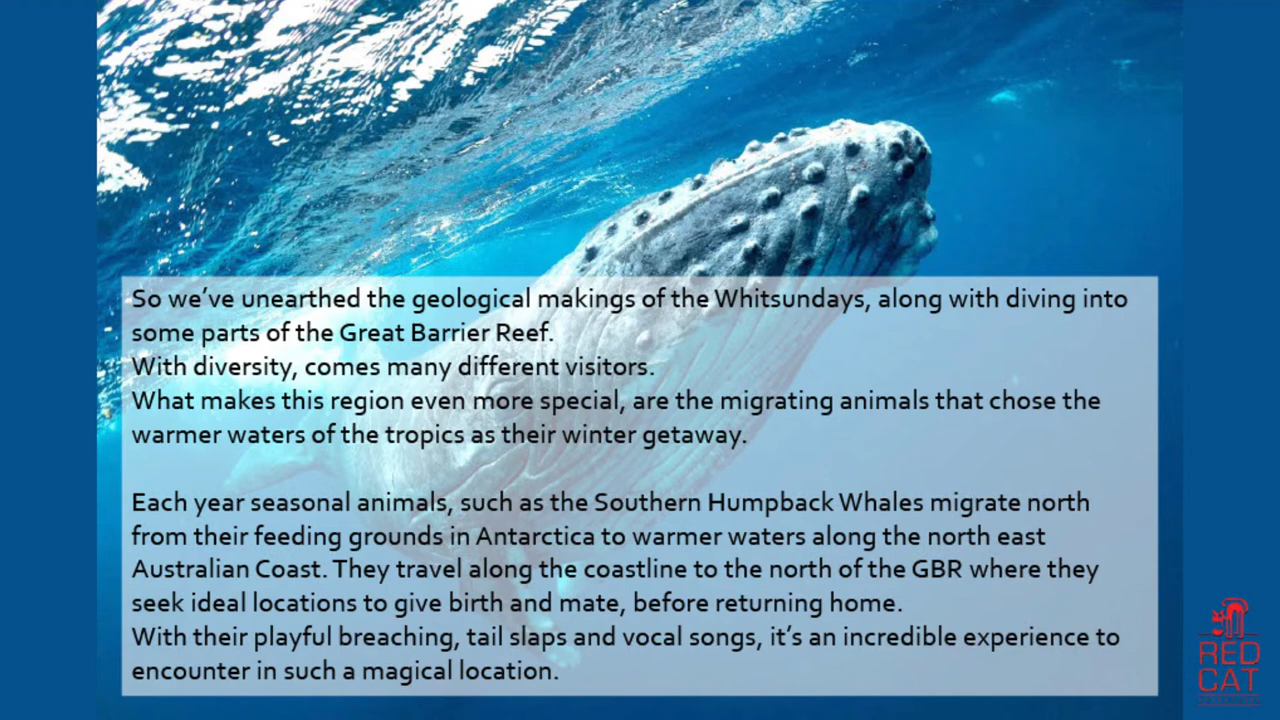 So we’ve unearthed the geological makings of the Whitsundays, along with diving into
some parts of the Great Barrier Reef.
With diversity, comes many different visitors.
What makes this region even more special, are the migrating animals that chose the
warmer waters of the tropics as their winter getaway.
Each year seasonal animals, such as the Southern Humpback Whales migrate north
from their feeding grounds in Antarctica to warmer waters along the north east
Australian Coast. They travel along the coastline to the north of the GBR where they
seek ideal locations to give birth and mate, before returning home.
With their playful breaching, tail slaps and vocal songs, it’s an incredible experience to
encounter in such a magical location.
RED
CAT